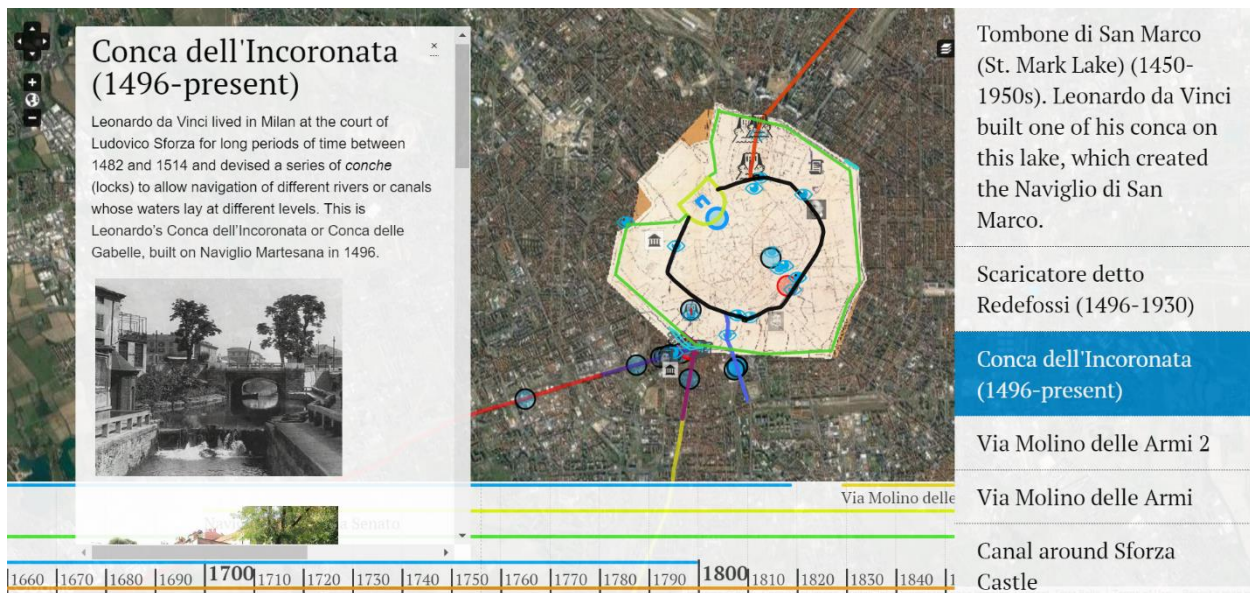 Conca dell'Incoronata
(1496-present)
×
Leonardo da Vinci lived in Milan at the court of
Ludovico Sforza for long periods of time between
1482 and 1514 and devised a series of conche
(locks) to allow navigation of different rivers or canals
whose waters lay at different levels. This is
Leonardo's Conca dell'Incoronata or Conca delle
Gabelle, built on Naviglio Martesana in 1496.
Tombone di San Marco
(St. Mark Lake) (1450-
1950s). Leonardo da Vinci
built one of his conca on
this lake, which created
the Naviglio di San
Marco.
Scaricatore detto
Redefossi (1496-1930)
Conca dell'Incoronata
(1496-present)
Via Molino delle Armi 2
Via Molino delle Armi
Canal around Sforza
Castle
Via Molino delle
Senato
1660 1670 1680 1690 1700 1710 1720 1730 1740 1750 1760 1770 1780 1790 1800 1810 1820 1830 1840